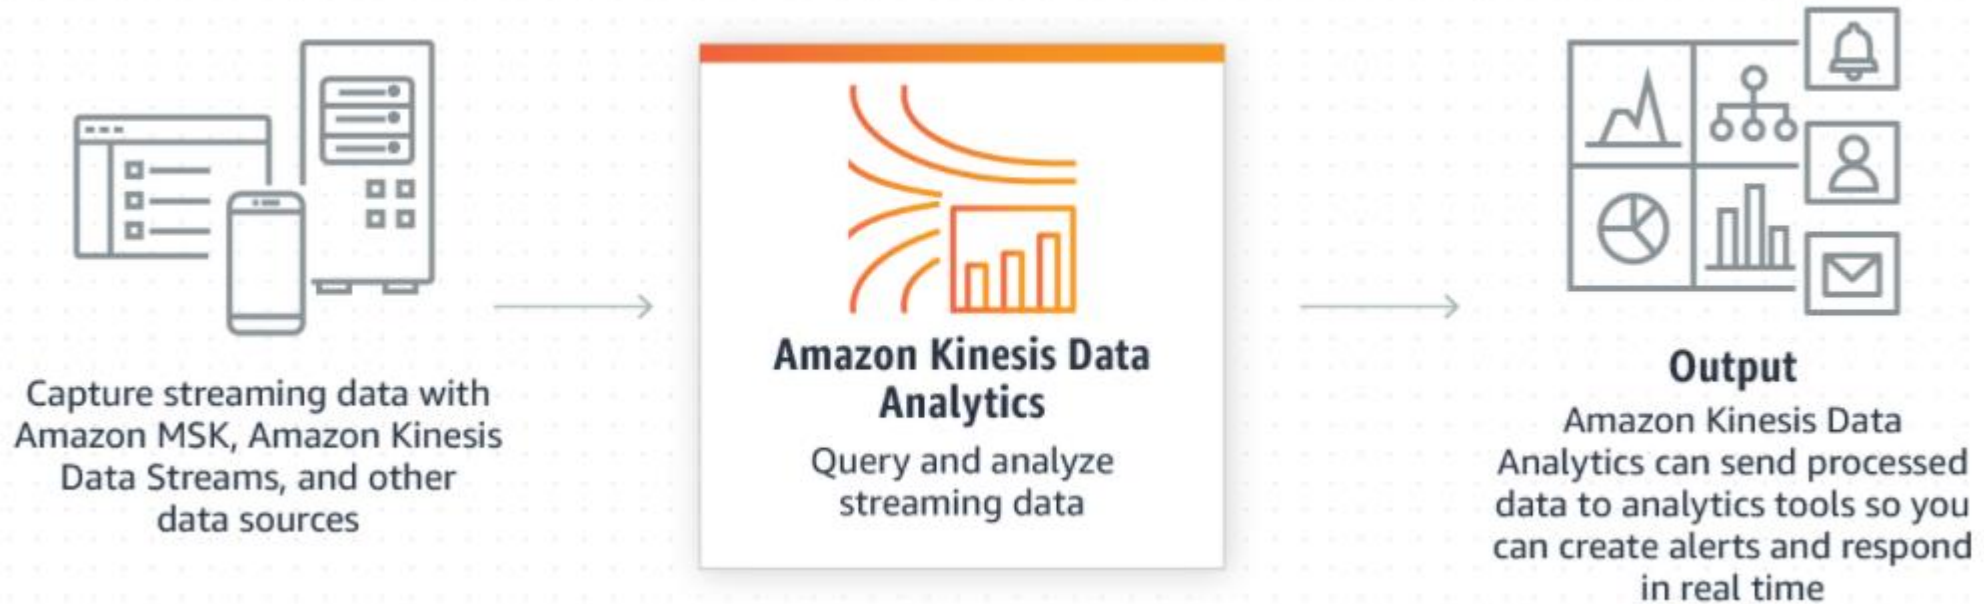 Capture streaming data with
Amazon MSK, Amazon Kinesis
Data Streams, and other
data sources
Amazon Kinesis Data
Analytics
Query and analyze
streaming data
Output
Amazon Kinesis Data
Analytics can send processed
data to analytics tools so you
can create alerts and respond
in real time